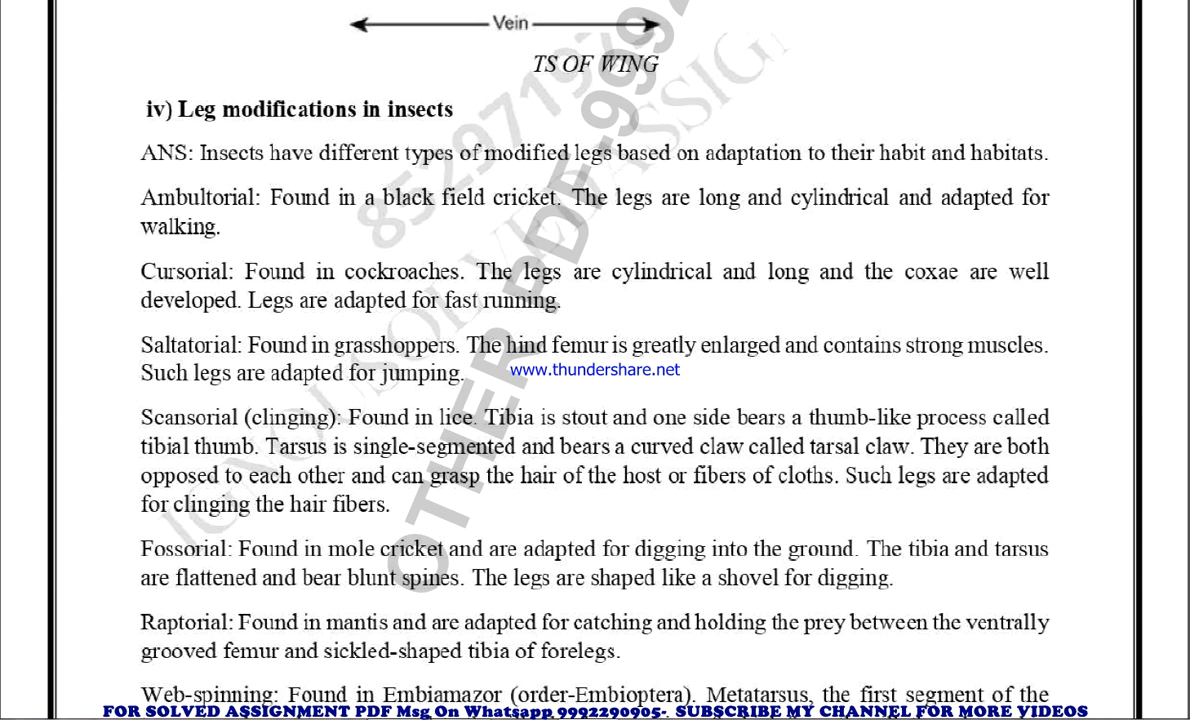 Vein
TS OF WING
iv) Leg modifications in insects
ANS: Insects have different types of modified legs based on adaptation to their habit and habitats.
Ambultorial: Found in a black field cricket. The legs are long and cylindrical and adapted for
walking.
Cursorial: Found in cockroaches. The legs are cylindrical and long and the coxae are well
developed. Legs are adapted for fast running.
Saltatorial: Found in grasshoppers. The hind femur is greatly enlarged and contains strong muscles.
Such legs are adapted for jumping.
www.thundershare.net
Scansorial (clinging): Found in lice. Tibia is stout and one side bears a thumb-like process called
tibial thumb. Tarsus is single-segmented and bears a curved claw called tarsal claw. They are both
opposed to each other and can grasp the hair of the host or fibers of cloths. Such legs are adapted
for clinging the hair fibers.
Fossorial: Found in mole cricket and are adapted for digging into the ground. The tibia and tarsus
are flattened and bear blunt spines. The legs are shaped like a shovel for digging.
Raptorial: Found in mantis and are adapted for catching and holding the prey between the ventrally
grooved femur and sickled-shaped tibia of forelegs.
Web-spinning: Found in Embiamazor (order-Embioptera). Metatarsus, the first segment of the
FOR SOLVED ASSIGNMENT PDF Msg On Whatsapp 9992290905-. SUBSCRIBE MY CHANNEL FOR MORE VIDEOS
OTHER PDF-999